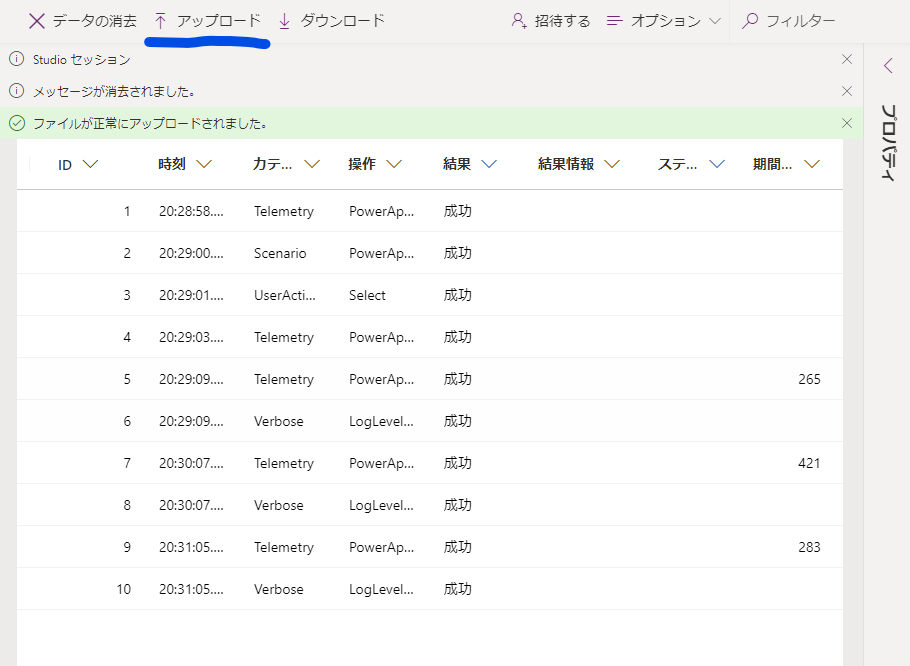 データの消去 アップロード ダウンロード 招待する オプション フィルター
Studio セッション
メッセージが消去されました。
ファイルが正常にアップロードされました。
プロパティ
ID 時刻 カテ... 操作 結果 結果情報 ステ... 期間...
1 20:28:58.... Telemetry PowerAp... 成功
2 20:29:00.... Scenario PowerAp... 成功
3 20:29:01.... UserActi... Select 成功
4 20:29:03.... Telemetry PowerAp... 成功
5 20:29:09.... Telemetry PowerAp... 成功 265
6 20:29:09.... Verbose LogLevel... 成功
7 20:30:07.... Telemetry PowerAp... 成功 421
8 20:30:07.... Verbose LogLevel... 成功
9 20:31:05.... Telemetry PowerAp... 成功 283
10 20:31:05.... Verbose LogLevel... 成功